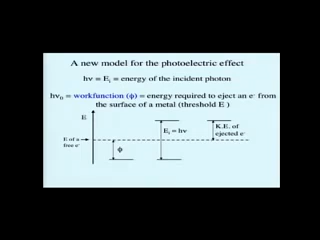 A new model for the photoelectric effect
hν = Eᵢ = energy of the incident photon
hν₀ = workfunction (ϕ) = energy required to eject an e⁻ from
the surface of a metal (threshold E )
E
E of a
free e⁻
ϕ
Eᵢ = hν
K.E. of
ejected e⁻